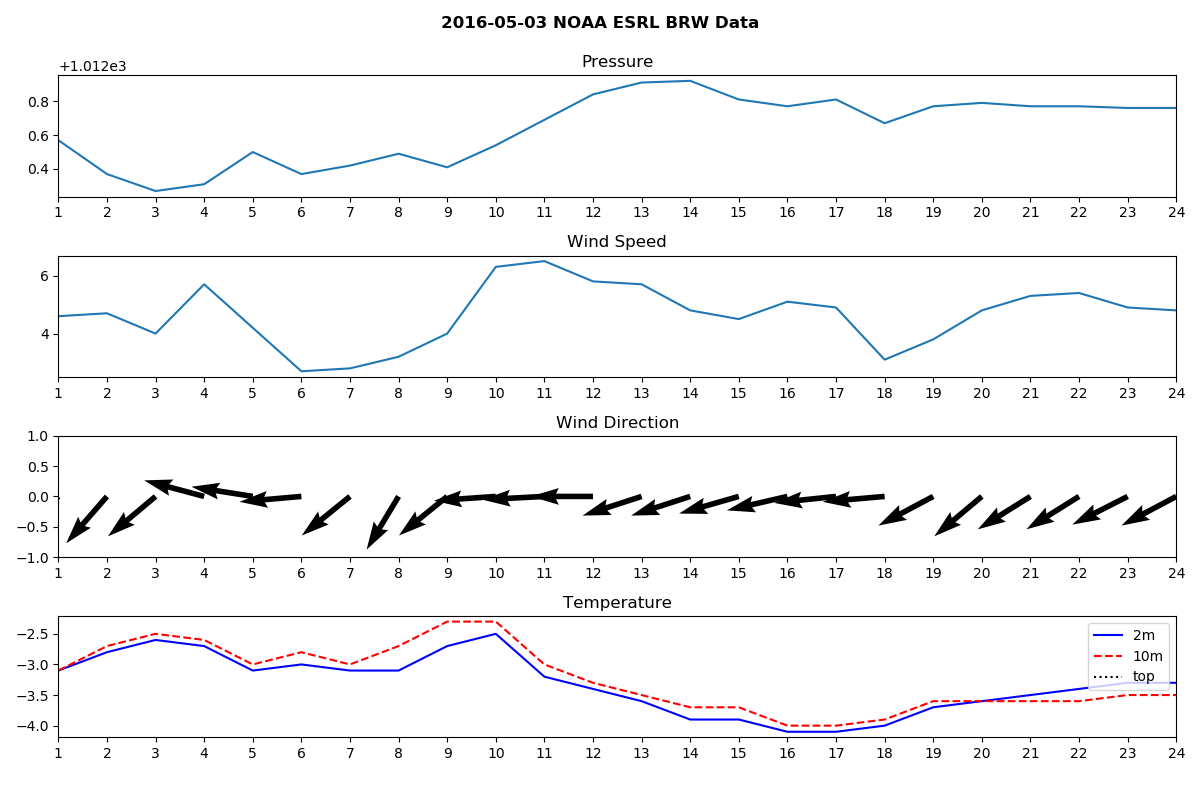 2016-05-03 NOAA ESRL BRW Data
Pressure
+1.012e3
0.8
0.6
0.4
1 2 3 4 5 6 7 8 9 10 11 12 13 14 15 16 17 18 19 20 21 22 23 24
Wind Speed
6
4
1 2 3 4 5 6 7 8 9 10 11 12 13 14 15 16 17 18 19 20 21 22 23 24
Wind Direction
1.0
0.5
0.0
−0.5
−1.0
1 2 3 4 5 6 7 8 9 10 11 12 13 14 15 16 17 18 19 20 21 22 23 24
Temperature
−2.5
−3.0
−3.5
−4.0
2m
10m
top
1 2 3 4 5 6 7 8 9 10 11 12 13 14 15 16 17 18 19 20 21 22 23 24